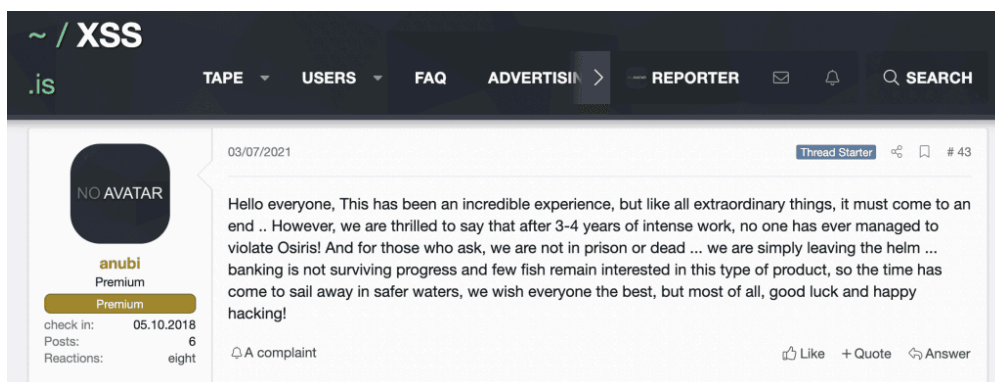 ~ / XSS
.is
TAPE USERS FAQ ADVERTISIN REPORTER SEARCH
03/07/2021 Thread Starter # 43
NO AVATAR
anubi
Premium
Premium
check in: 05.10.2018
Posts: 6
Reactions: eight
Hello everyone, This has been an incredible experience, but like all extraordinary things, it must come to an
end .. However, we are thrilled to say that after 3-4 years of intense work, no one has ever managed to
violate Osiris! And for those who ask, we are not in prison or dead ... we are simply leaving the helm ...
banking is not surviving progress and few fish remain interested in this type of product, so the time has
come to sail away in safer waters, we wish everyone the best, but most of all, good luck and happy
hacking!
A complaint Like + Quote Answer